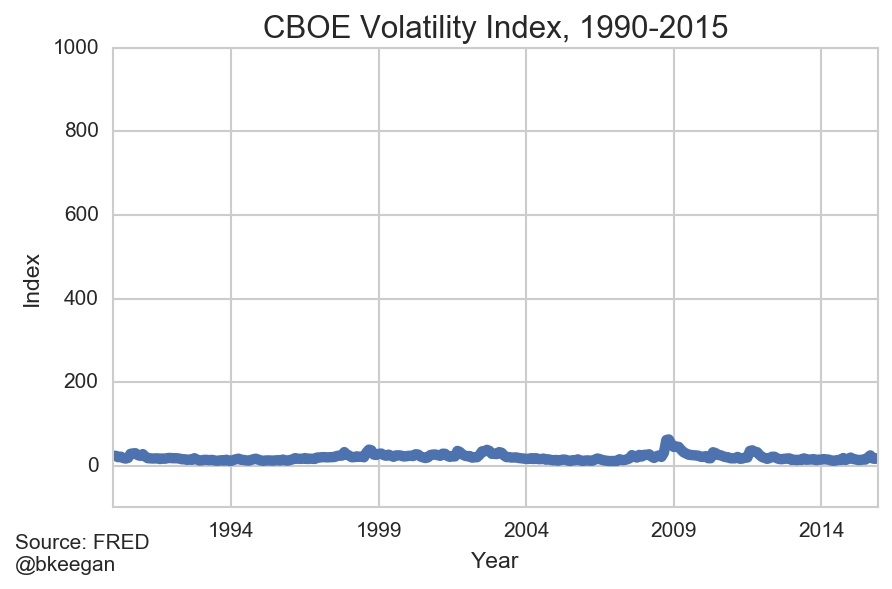 CBOE Volatility Index, 1990-2015
1000
800
600
400
200
0
Index
1994
1999
2004
2009
2014
Year
Source: FRED
@bkeegan